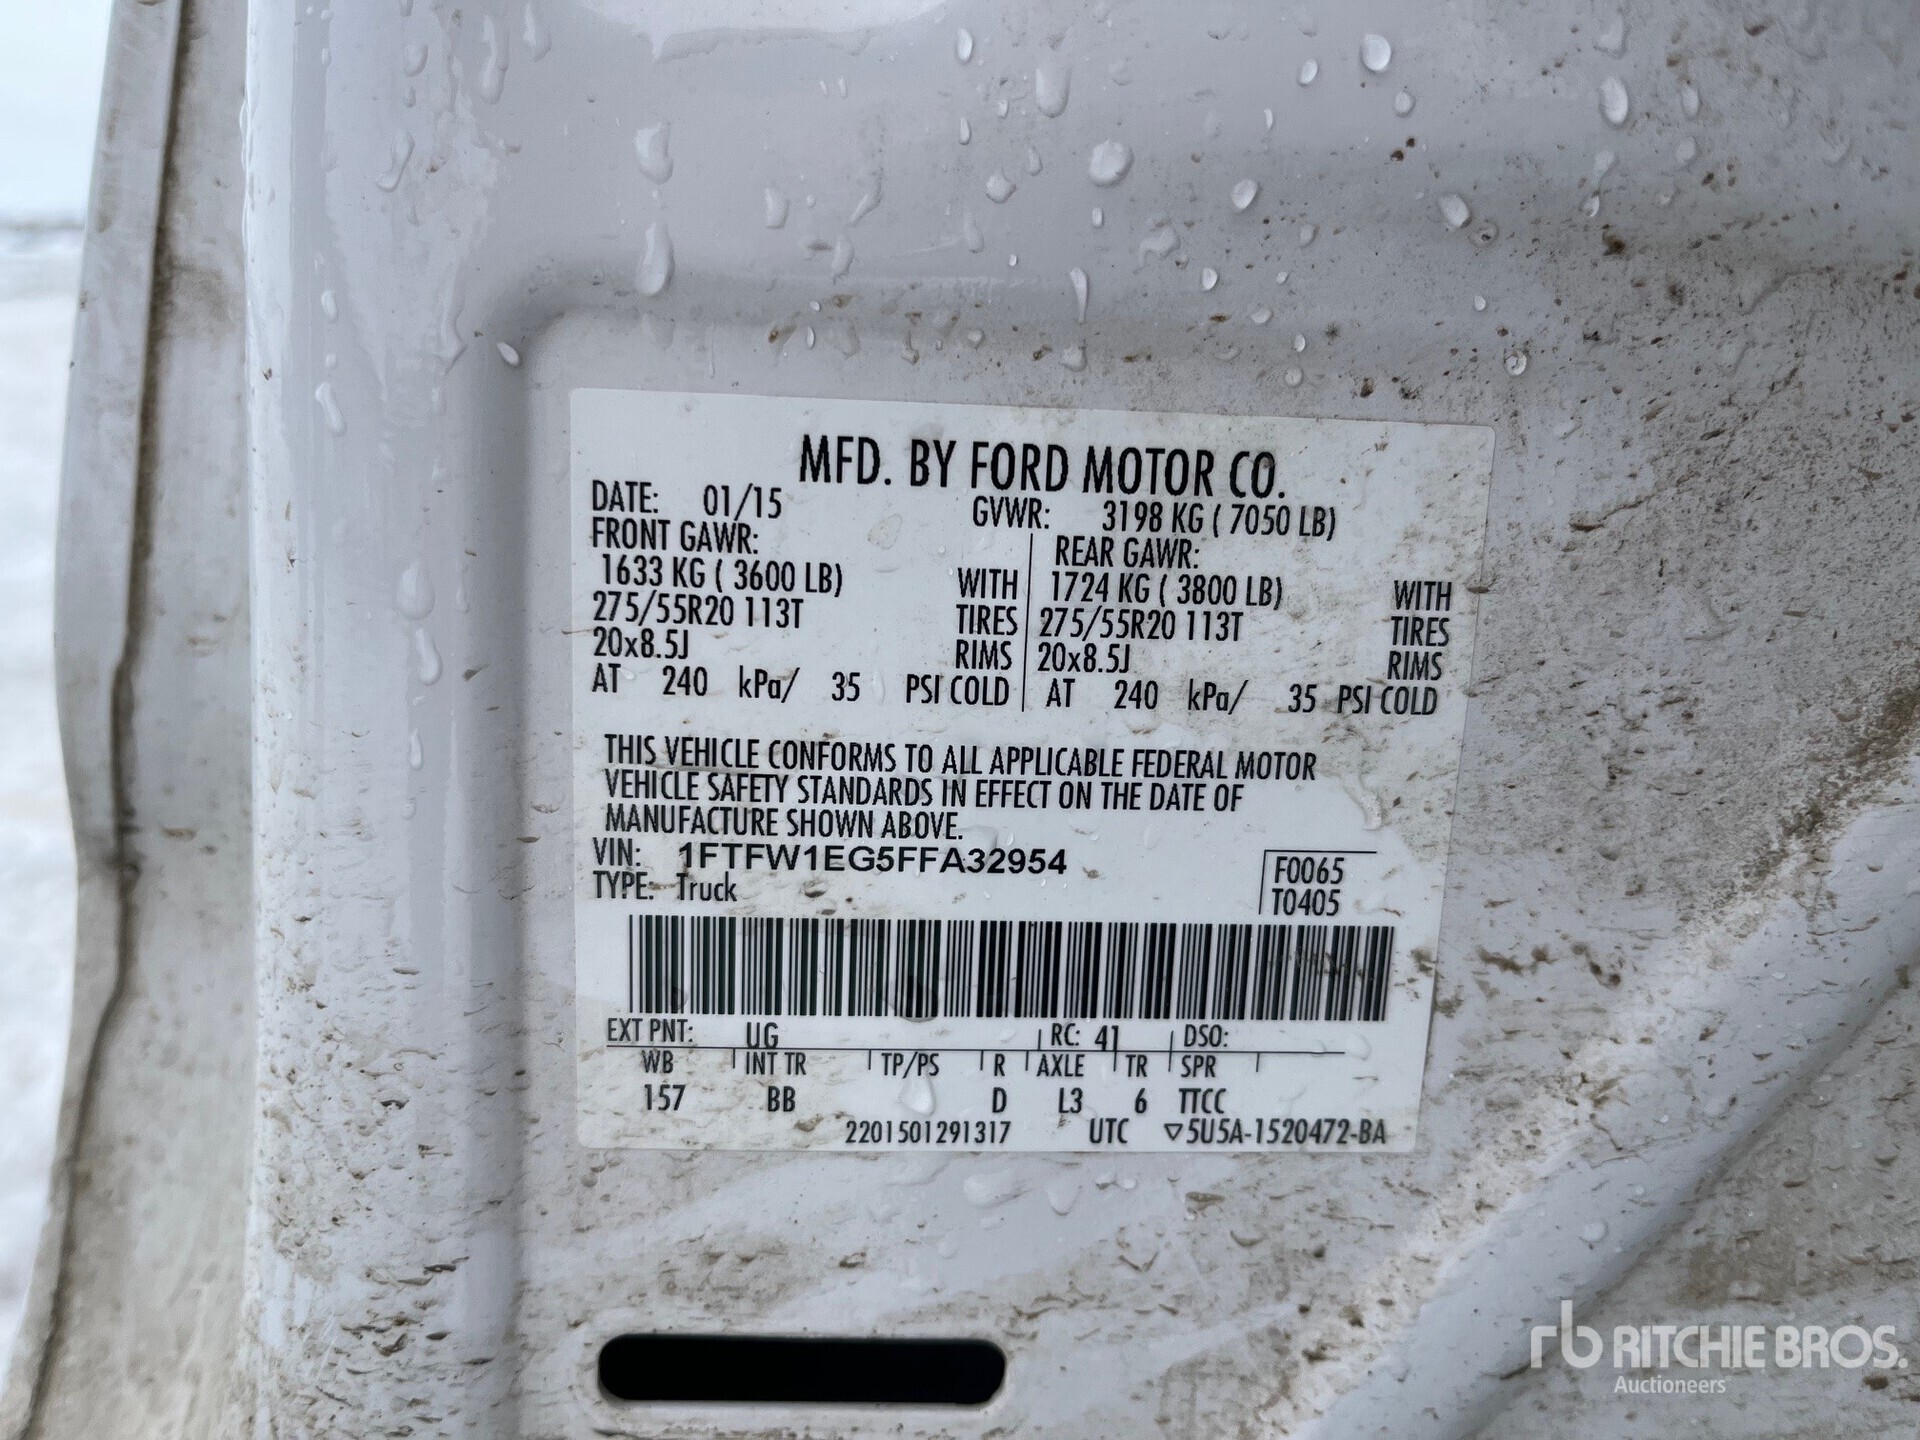 MFD. BY FORD MOTOR CO.
DATE: 01/15 GVWR: 3198 KG ( 7050 LB)
FRONT GAWR: REAR GAWR:
1633 KG ( 3600 LB) WITH 1724 KG ( 3800 LB) WITH
275/55R20 113T TIRES 275/55R20 113T TIRES
20x8.5J RIMS 20x8.5J RIMS
AT 240 kPa/ 35 PSI COLD AT 240 kPa/ 35 PSI COLD
THIS VEHICLE CONFORMS TO ALL APPLICABLE FEDERAL MOTOR
VEHICLE SAFETY STANDARDS IN EFFECT ON THE DATE OF
MANUFACTURE SHOWN ABOVE.
VIN: 1FTFW1EG5FFA32954 F0065
TYPE: Truck T0405
EXT PNT: UG RC: 41 DSO:
WB INT TR TP/PS R AXLE TR SPR
157 BB D L3 6 TTCC
2201501291317 UTC ▽5U5A-1520472-BA
rb RITCHIE BROS.
Auctioneers